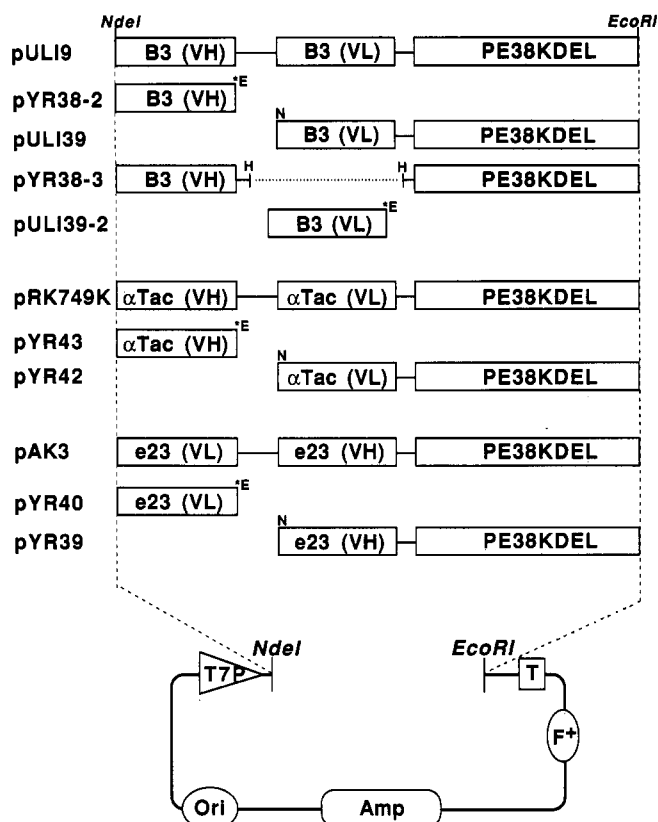 NdeI EcoRI
pULI9 B3 (VH) B3 (VL) PE38KDEL
pYR38-2 B3 (VH) *E
pULI39 N B3 (VL) PE38KDEL
pYR38-3 B3 (VH) H H PE38KDEL
pULI39-2 B3 (VL) *E
pRK749K αTac (VH) αTac (VL) PE38KDEL
pYR43 αTac (VH) *E
pYR42 N αTac (VL) PE38KDEL
pAK3 e23 (VL) e23 (VH) PE38KDEL
pYR40 e23 (VL) *E
pYR39 N e23 (VH) PE38KDEL
NdeI EcoRI
T7P T
F+
Ori Amp